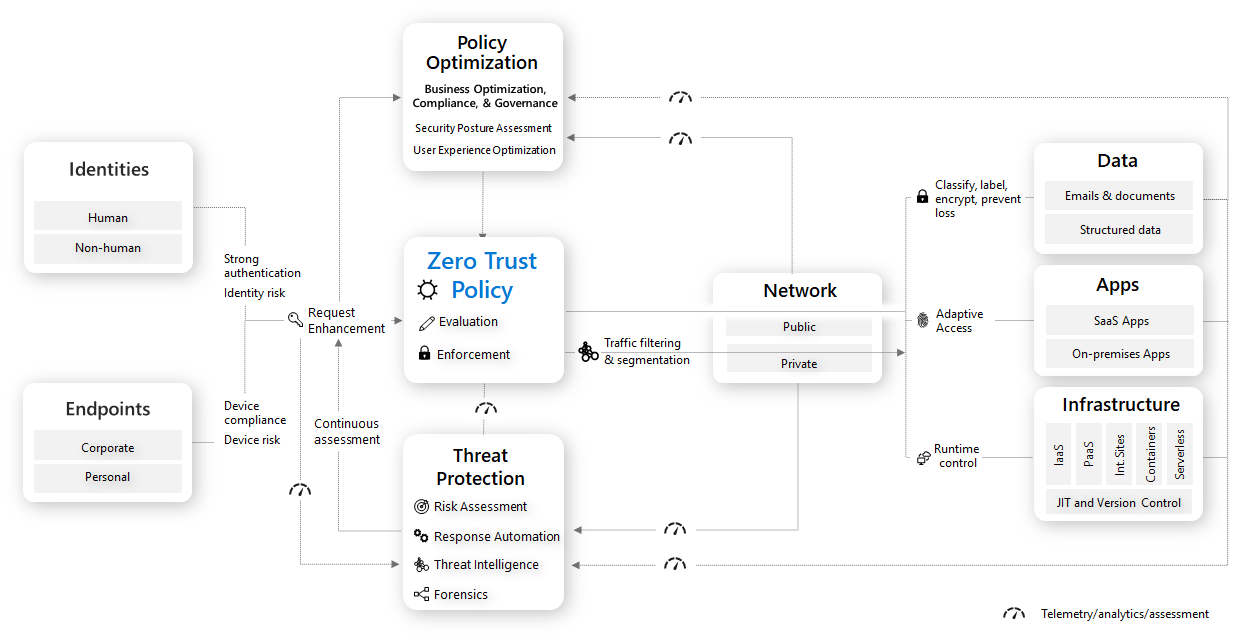 Policy
Optimization
Business Optimization,
Compliance, & Governance
Security Posture Assessment
User Experience Optimization
Identities
Human
Non-human
Strong
authentication
Identity risk
Request
Enhancement
Endpoints
Corporate
Personal
Device
compliance
Device risk
Continuous
assessment
Zero Trust
Policy
Evaluation
Enforcement
Traffic filtering
& segmentation
Threat
Protection
Risk Assessment
Response Automation
Threat Intelligence
Forensics
Network
Public
Private
Classify, label,
encrypt, prevent
loss
Adaptive
Access
Runtime
control
Data
Emails & documents
Structured data
Apps
SaaS Apps
On-premises Apps
Infrastructure
IaaS
PaaS
Int.Sites
Containers
Serverless
JIT and Version Control
Telemetry/analytics/assessment